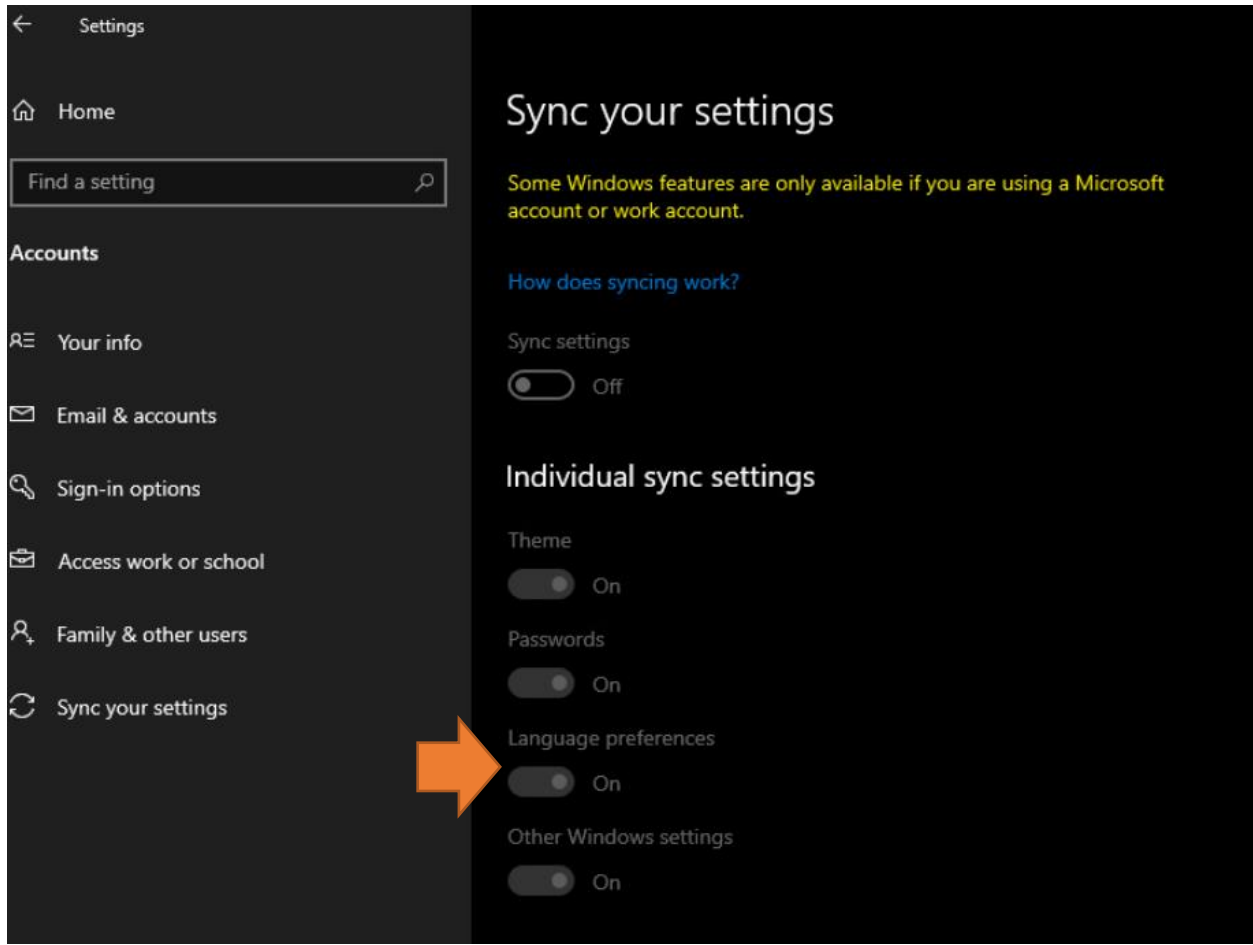 Settings
Home
Find a setting
Accounts
Your info
Email & accounts
Sign-in options
Access work or school
Family & other users
Sync your settings
Sync your settings
Some Windows features are only available if you are using a Microsoft
account or work account.
How does syncing work?
Sync settings
Off
Individual sync settings
Theme
On
Passwords
On
Language preferences
On
Other Windows settings
On